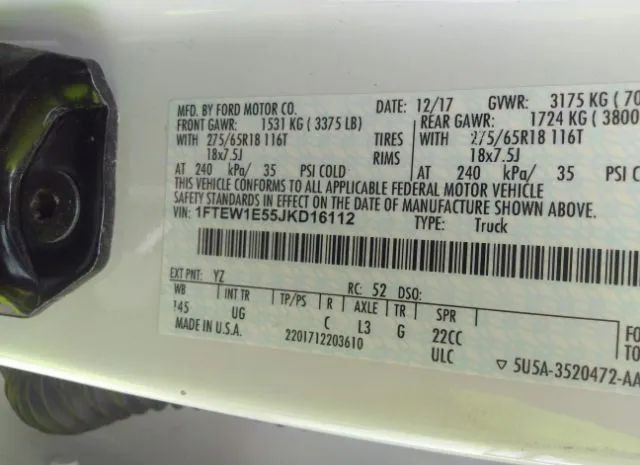 MFD. BY FORD MOTOR CO.
DATE: 12/17 GVWR: 3175 KG (70
FRONT GAWR: 1531 KG (3375 LB) REAR GAWR: 1724 KG (3800
WITH 275/65R18 116T TIRES WITH 275/65R18 116T
18x7.5J RIMS 18x7.5J
AT 240 kPa/ 35 PSI COLD AT 240 kPa/ 35 PSI C
THIS VEHICLE CONFORMS TO ALL APPLICABLE FEDERAL MOTOR VEHICLE
SAFETY STANDARDS IN EFFECT ON THE DATE OF MANUFACTURE SHOWN ABOVE.
VIN: 1FTEW1E55JKD16112 TYPE: Truck
EXT PNT: YZ RC: 52 DSO:
WB INT TR TP/PS R AXLE TR SPR
145 UG C L3 G 22CC
MADE IN U.S.A. 2201712203610 ULC
FO
TO
5U5A-3520472-AA